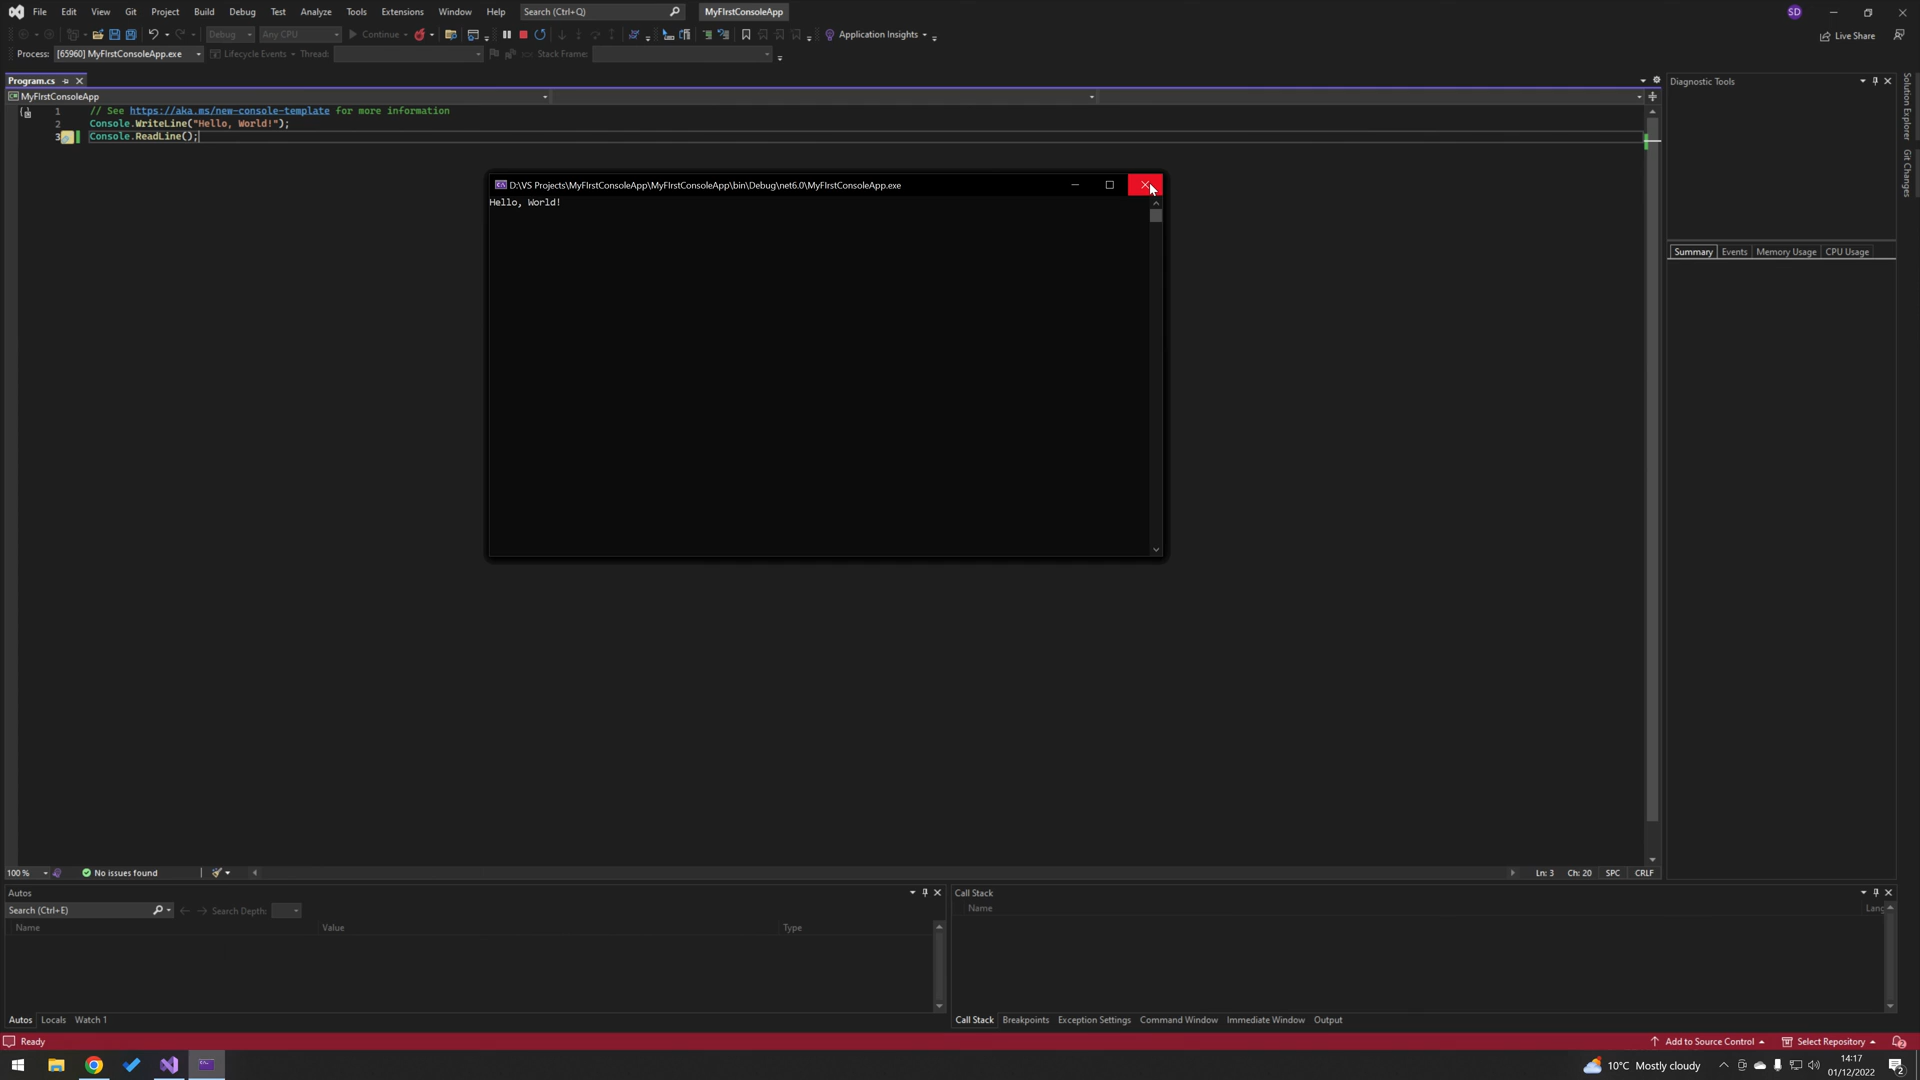 File Edit View Git Project Build Debug Test Analyze Tools Extensions Window Help Search (Ctrl+Q) MyFIrstConsoleApp SD
Debug Any CPU Continue Application Insights Live Share
Process: [65960] MyFIrstConsoleApp.exe Lifecycle Events Thread: Stack Frame:
Program.cs
Diagnostic Tools
MyFIrstConsoleApp
1 // See https://aka.ms/new-console-template for more information
2 Console.WriteLine("Hello, World!");
3 Console.ReadLine();
Solution Explorer
Git Changes
D:\VS Projects\MyFIrstConsoleApp\MyFIrstConsoleApp\bin\Debug\net6.0\MyFIrstConsoleApp.exe
Hello, World!
Summary Events Memory Usage CPU Usage
100 % No issues found Ln: 3 Ch: 20 SPC CRLF
Autos
Call Stack
Search (Ctrl+E) Search Depth:
Name Lang
Name Value Type
Autos Locals Watch 1
Call Stack Breakpoints Exception Settings Command Window Immediate Window Output
Ready Add to Source Control Select Repository 2
10°C Mostly cloudy 14:17
01/12/2022 2